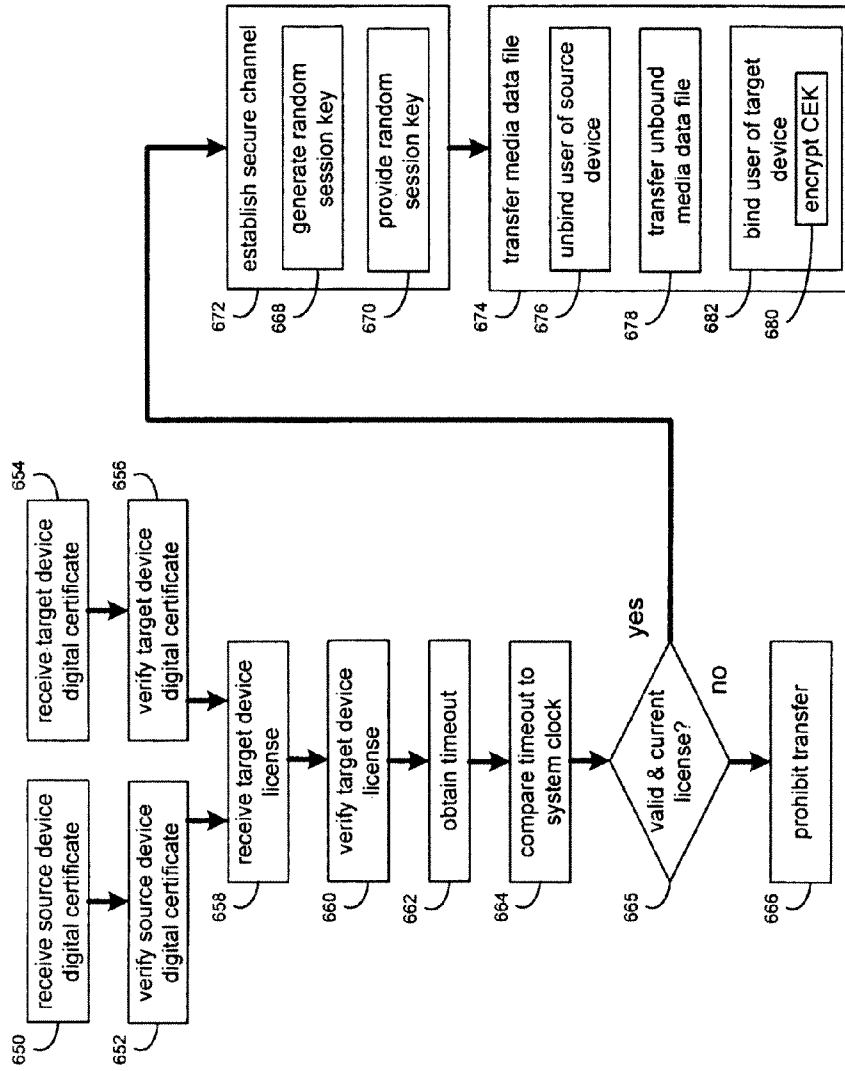 650
receive source device
digital certificate
652
verify source device
digital certificate
654
receive target device
digital certificate
656
verify target device
digital certificate
658
receive target device
license
660
verify target device
license
662
obtain timeout
664
compare timeout to
system clock
665
valid & current
license?
yes
no
666
prohibit transfer
672
establish secure channel
668
generate random
session key
670
provide random
session key
674
transfer media data file
676
unbind user of source
device
678
transfer unbound
media data file
682
bind user of target
device
680
encrypt CEK